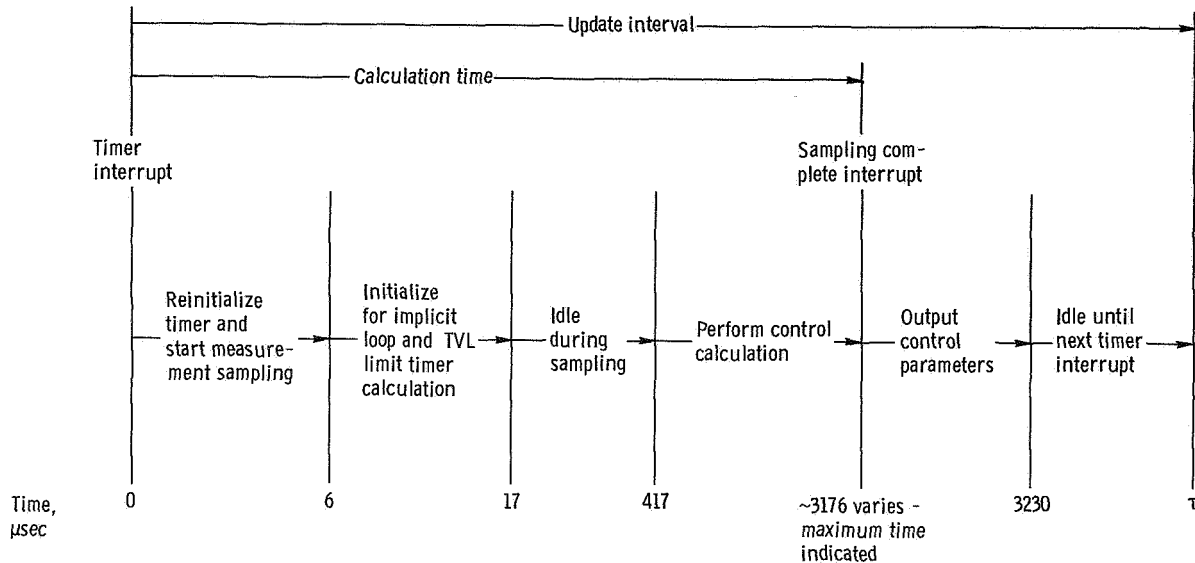 Update interval
Calculation time
Timer
interrupt
Sampling com-
plete interrupt
Reinitialize
timer and
start measure-
ment sampling
Initialize
for implicit
loop and TVL
limit timer
calculation
Idle
during
sampling
Perform control
calculation
Output
control
parameters
Idle until
next timer
interrupt
Time,
μsec
0
6
17
417
~3176 varies -
maximum time
indicated
3230
τ